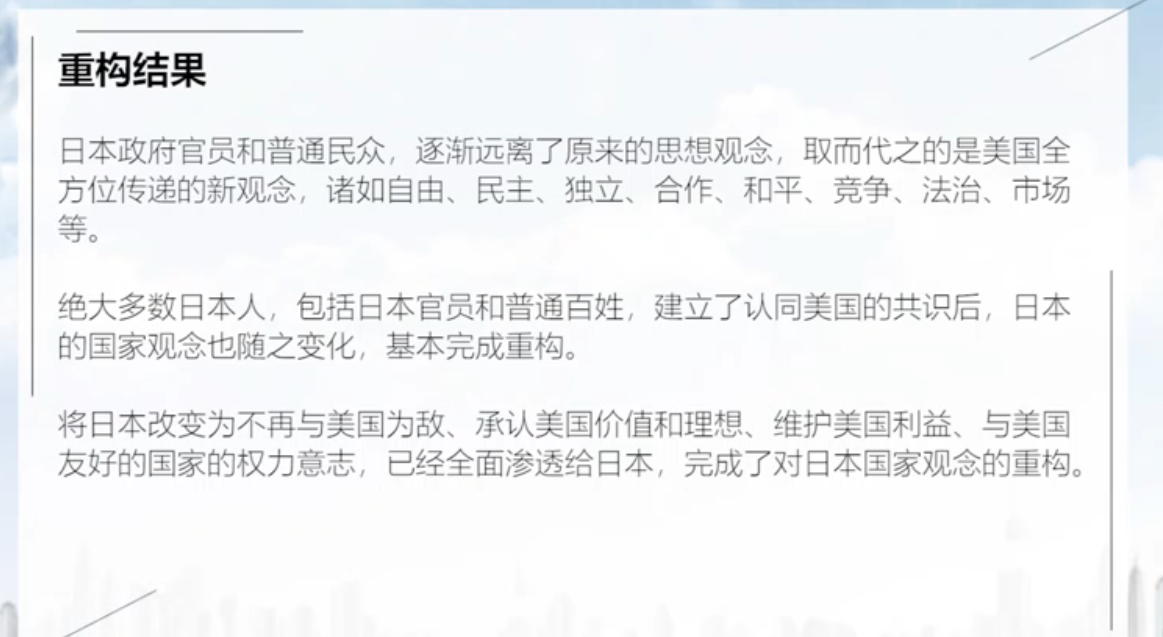 重构结果
日本政府官员和普通民众，逐渐远离了原来的思想观念，取而代之的是美国全
方位传递的新观念，诸如自由、民主、独立、合作、和平、竞争、法治、市场
等。
绝大多数日本人，包括日本官员和普通百姓，建立了认同美国的共识后，日本
的国家观念也随之变化，基本完成重构。
将日本改变为不再与美国为敌、承认美国价值和理想、维护美国利益、与美国
友好的国家的权力意志，已经全面渗透给日本，完成了对日本国家观念的重构。